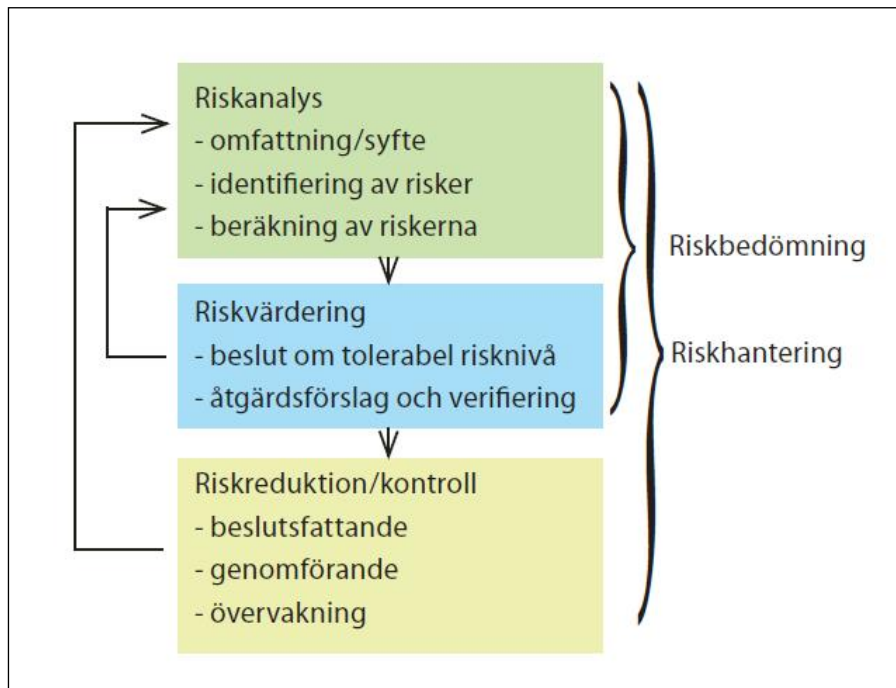 Riskanalys
- omfattning/syfte
- identifiering av risker
- beräkning av riskerna
Riskvärdering
- beslut om tolerabel risknivå
- åtgärdsförslag och verifiering
Riskreduktion/kontroll
- beslutsfattande
- genomförande
- övervakning
Riskbedömning
Riskhantering